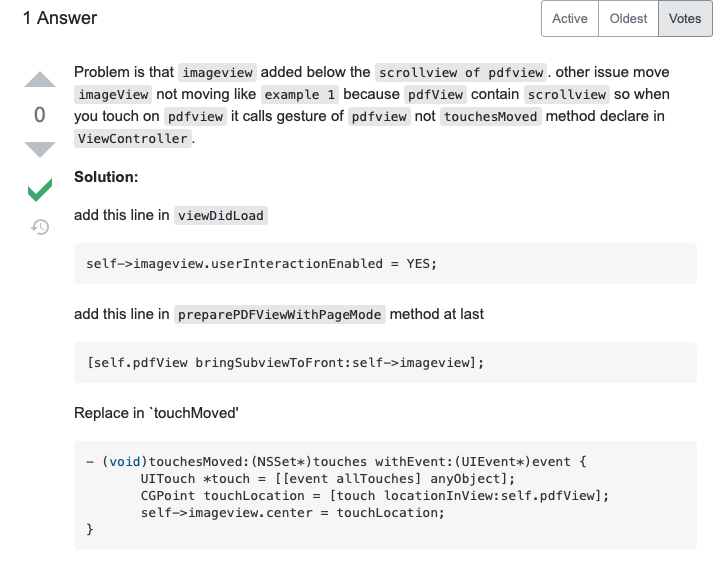 1 Answer
Active Oldest Votes
Problem is that imageview added below the scrollview of pdfview. other issue move
imageView not moving like example 1 because pdfView contain scrollview so when
0
you touch on pdfview it calls gesture of pdfview not touchesMoved method declare in
ViewController.
Solution:
add this line in viewDidLoad
self->imageview.userInteractionEnabled = YES;
add this line in preparePDFViewWithPageMode method at last
[self.pdfView bringSubviewToFront:self->imageview];
Replace in `touchMoved'
- (void)touchesMoved:(NSSet*)touches withEvent:(UIEvent*)event {
UITouch *touch = [[event allTouches] anyObject];
CGPoint touchLocation = [touch locationInView:self.pdfView];
self->imageview.center = touchLocation;
}